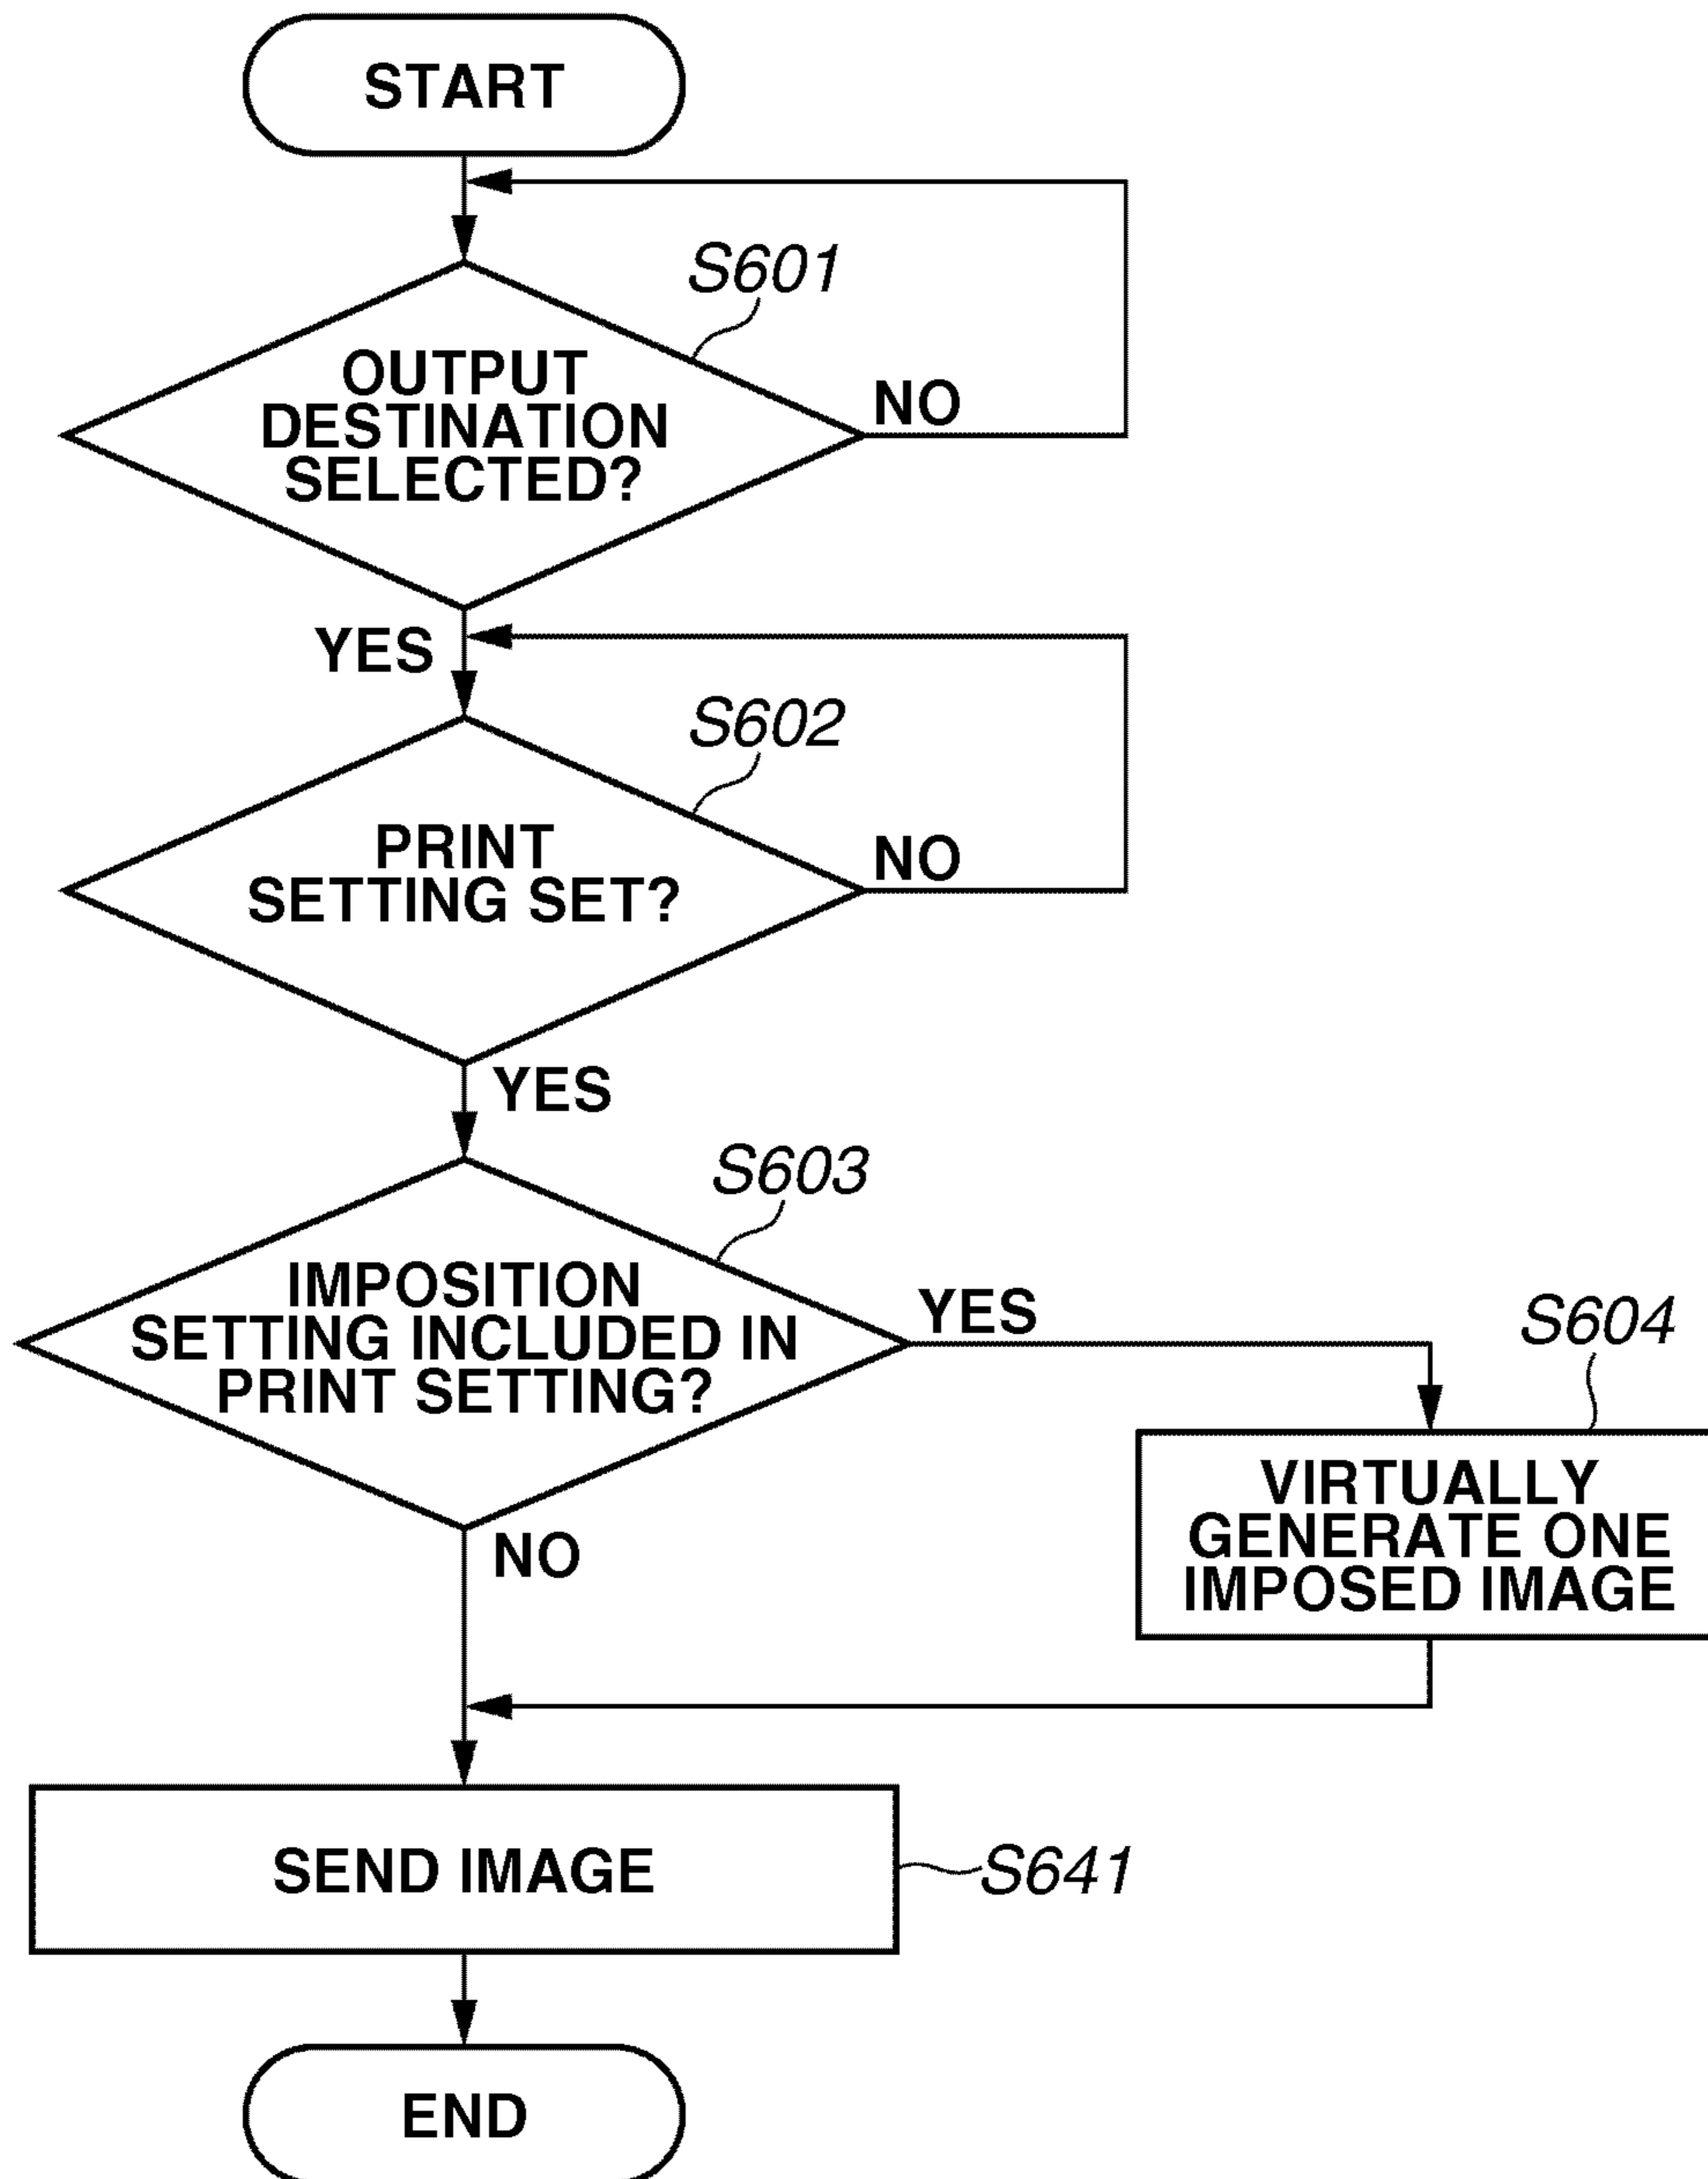 START
S601
OUTPUT
DESTINATION
SELECTED?
NO
YES
S602
PRINT
SETTING SET?
NO
YES
S603
IMPOSITION
SETTING INCLUDED IN
PRINT SETTING?
YES
S604
VIRTUALLY
GENERATE ONE
IMPOSED IMAGE
NO
SEND IMAGE
S641
END